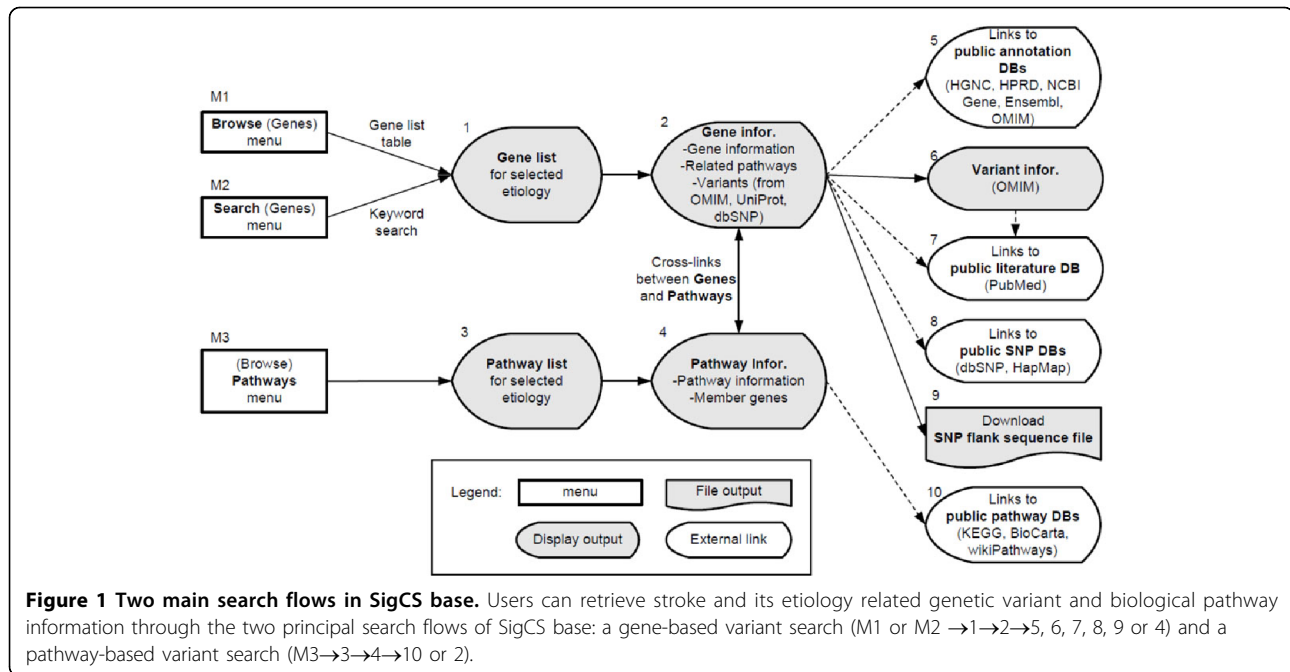 M1
Browse (Genes)
menu
Gene list
table
M2
Search (Genes)
menu
Keyword
search
1
Gene list
for selected
etiology
2
Gene infor.
-Gene information
-Related pathways
-Variants (from
OMIM, UniProt,
dbSNP)
Cross-links
between Genes
and Pathways
M3
(Browse)
Pathways
menu
3
Pathway list
for selected
etiology
4
Pathway infor.
-Pathway information
-Member genes
5
Links to
public annotation
DBs
(HGNC, HPRD, NCBI
Gene, Ensembl,
OMIM)
6
Variant infor.
(OMIM)
7
Links to
public literature DB
(PubMed)
8
Links to
public SNP DBs
(dbSNP, HapMap)
9
Download
SNP flank sequence file
10
Links to
public pathway DBs
(KEGG, BioCarta,
wikiPathways)
Legend:
menu
File output
Display output
External link
Figure 1 Two main search flows in SigCS base. Users can retrieve stroke and its etiology related genetic variant and biological pathway
information through the two principal search flows of SigCS base: a gene-based variant search (M1 or M2 →1→2→5, 6, 7, 8, 9 or 4) and a
pathway-based variant search (M3→3→4→10 or 2).